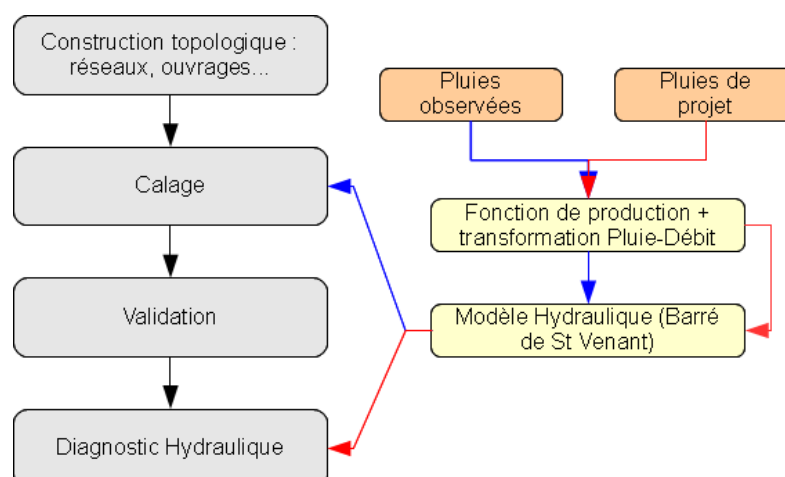 Construction topologique :
réseaux, ouvrages...
Pluies
observées
Pluies de
projet
Calage
Fonction de production +
transformation Pluie-Débit
Validation
Modèle Hydraulique (Barré
de St Venant)
Diagnostic Hydraulique